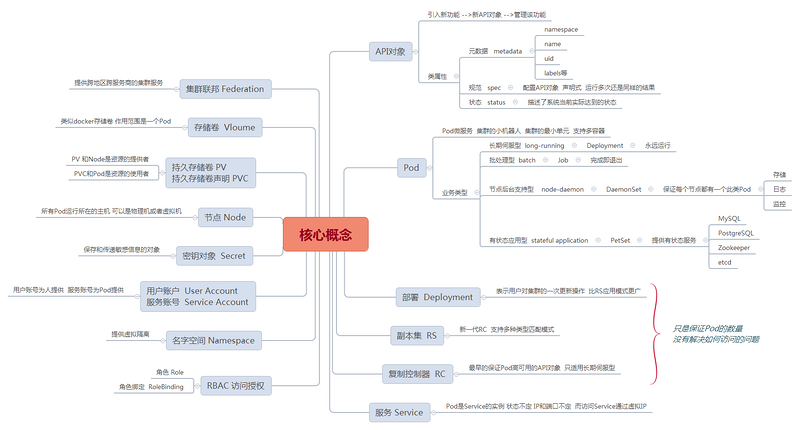 核心概念
API对象
引入新功能 -->新API对象 -->管理该功能
类属性
元数据 metadata
namespace
name
uid
labels等
规范 spec
配置API对象 声明式 运行多次还是同样的结果
状态 status
描述了系统当前实际达到的状态
Pod
Pod微服务 集群的小机器人 集群的最小单元 支持多容器
业务类型
长期伺服型 long-running
Deployment
永远运行
批处理型 batch
Job
完成即退出
节点后台支持型 node-daemon
DaemonSet
保证每个节点都有一个此类Pod
存储
日志
监控
有状态应用型 stateful application
PetSet
提供有状态服务
MySQL
PostgreSQL
Zookeeper
etcd
部署 Deployment
表示用户对集群的一次更新操作 比RS应用模式更广
副本集 RS
新一代RC 支持多种类型匹配模式
复制控制器 RC
最早的保证Pod高可用的API对象 只适用长期伺服型
只是保证Pod的数量
没有解决如何访问的问题
服务 Service
Pod是Service的实例 状态不定 IP和端口不定 而访问Service通过虚拟IP
集群联邦 Federation
提供跨地区跨服务商的集群服务
存储卷 Vloume
类似docker存储卷 作用范围是一个Pod
持久存储卷 PV
持久存储卷声明 PVC
PV 和Node是资源的提供者
PVC和Pod是资源的使用者
节点 Node
所有Pod运行所在的主机 可以是物理机或者虚拟机
密钥对象 Secret
保存和传递敏感信息的对象
用户账户 User Account
服务账号 Service Account
用户账号为人提供 服务账号为Pod提供
名字空间 Namespace
提供虚拟隔离
RBAC 访问授权
角色 Role
角色绑定 RoleBinding